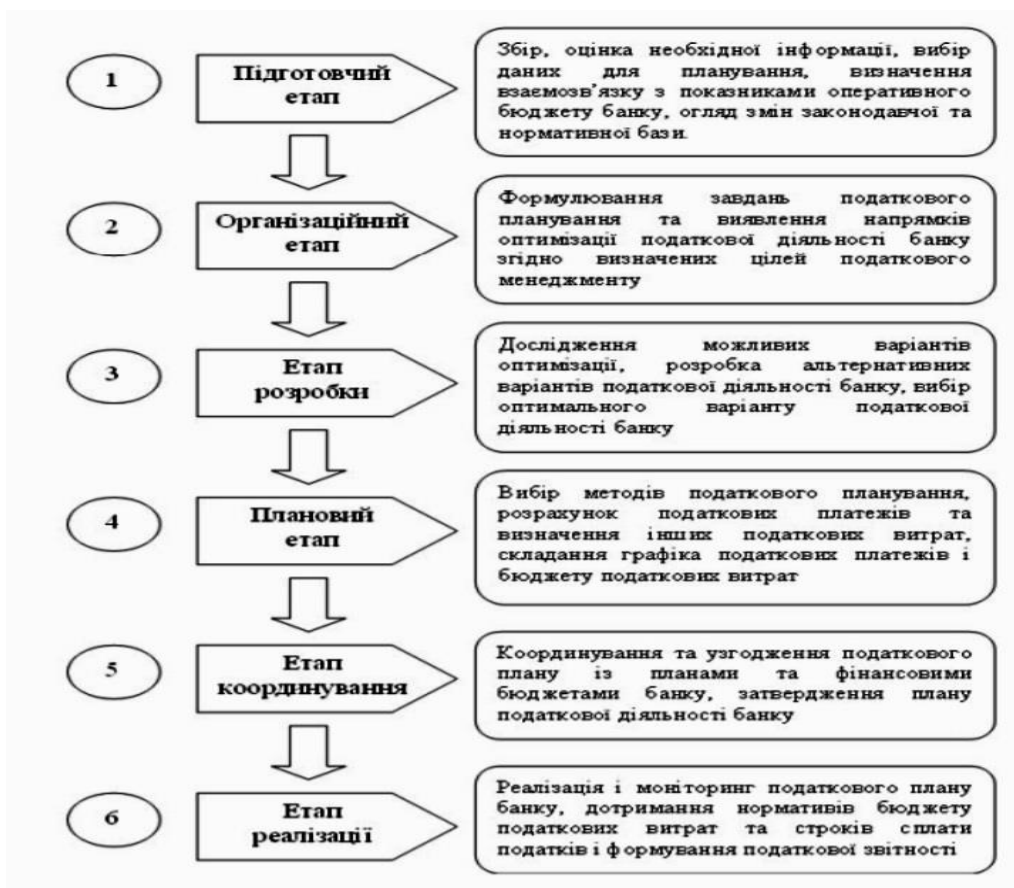 1
Підготовчий
етап
Збір, оцінка необхідної інформації, вибір
даних для планування, визначення
взаємозв'язку з показниками оперативного
бюджету банку, огляд змін законодавчої та
нормативної бази.
2
Організаційний
етап
Формулювання завдань податкового
планування та виявлення напрямків
оптимізації податкової діяльності банку
згідно визначених цілей податкового
менеджменту
3
Етап
розробки
Дослідження можливих варіантів
оптимізації, розробка альтернативних
варіантів податкової діяльності банку, вибір
оптимального варіанту податкової
діяльності банку
4
Плановий
етап
Вибір методів податкового планування,
розрахунок податкових платежів та
визначення інших податкових витрат,
складання графіка податкових платежів і
бюджету податкових витрат
5
Етап
координування
Координування та узгодження податкового
плану із планами та фінансовими
бюджетами банку, затвердження плану
податкової діяльності банку
6
Етап
реалізації
Реалізація і моніторинг податкового плану
банку, дотримання нормативів бюджету
податкових витрат та строків сплати
податків і формування податкової звітності